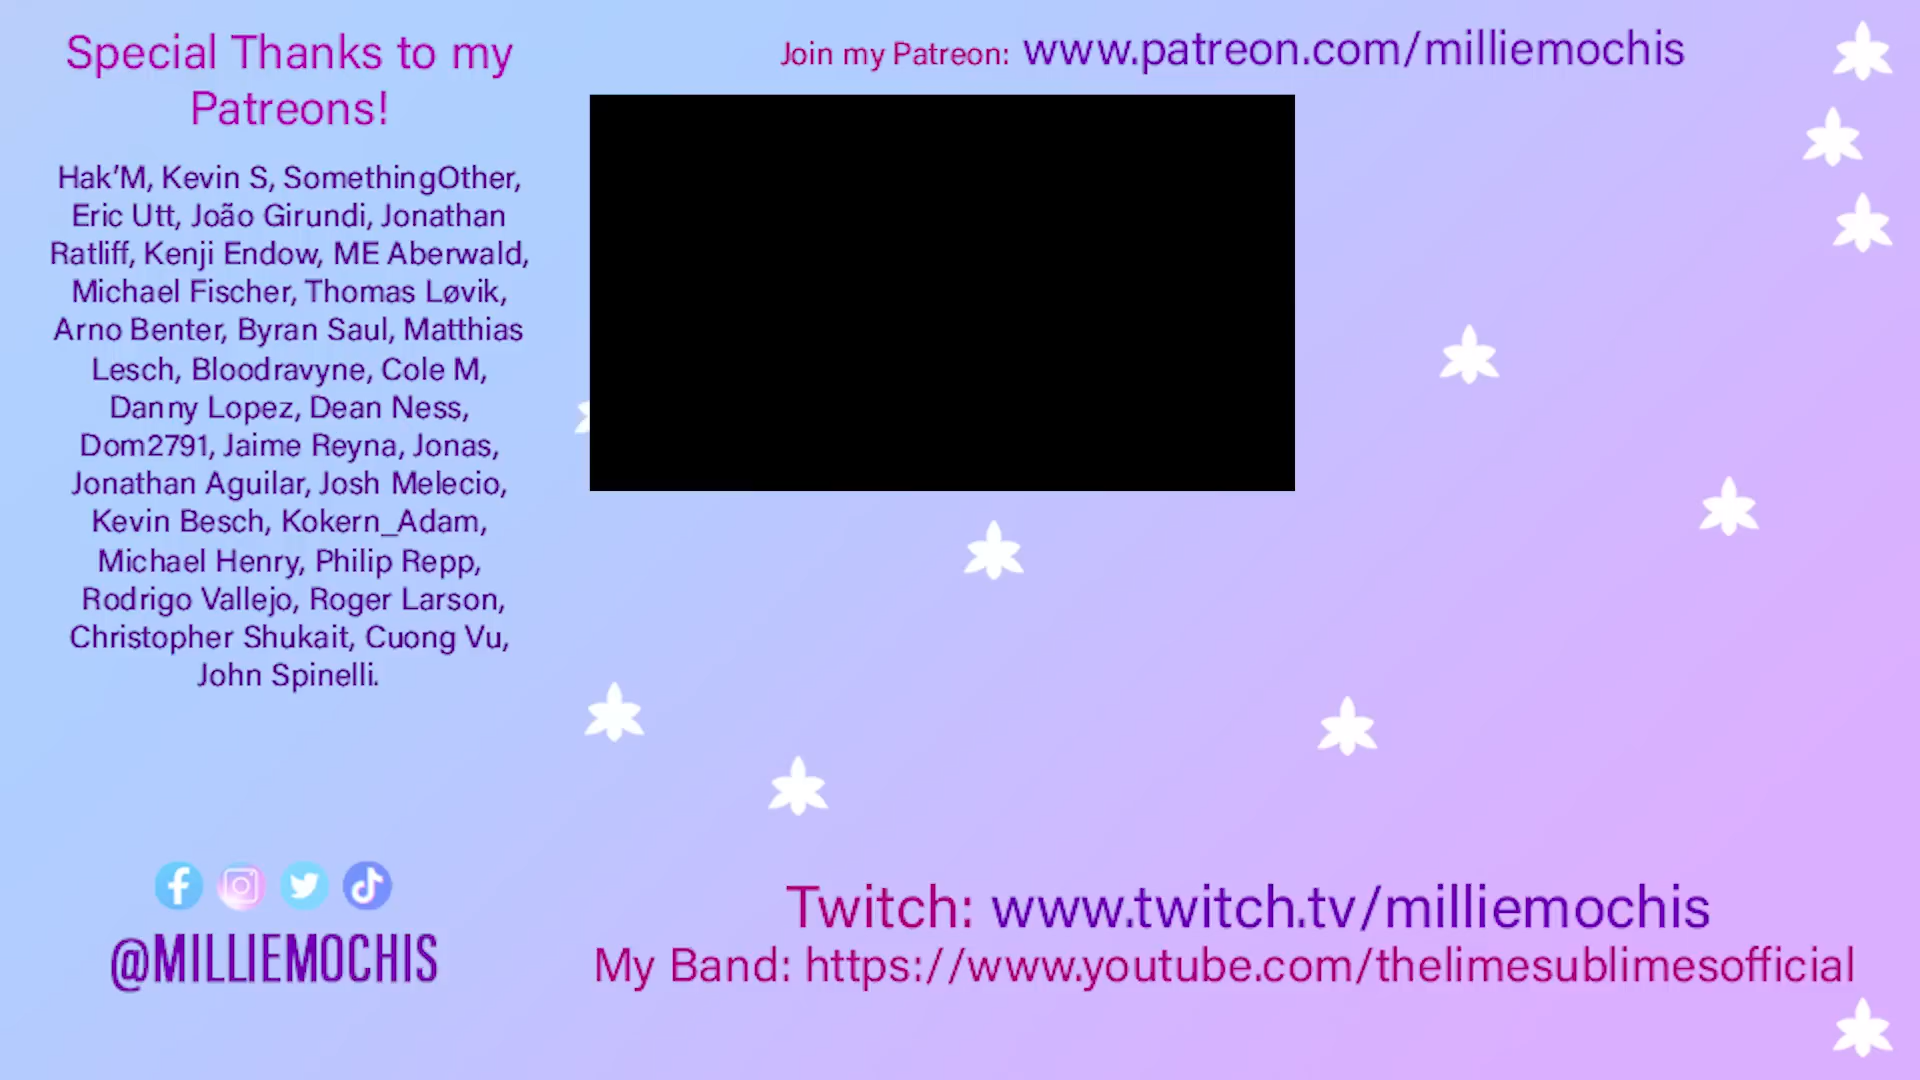 Special Thanks to my
Patreons!
Hak’M, Kevin S, SomethingOther,
Eric Utt, João Girundi, Jonathan
Ratliff, Kenji Endow, ME Aberwald,
Michael Fischer, Thomas Løvik,
Arno Benter, Byran Saul, Matthias
Lesch, Bloodravyne, Cole M,
Danny Lopez, Dean Ness,
Dom2791, Jaime Reyna, Jonas,
Jonathan Aguilar, Josh Melecio,
Kevin Besch, Kokern_Adam,
Michael Henry, Philip Repp,
Rodrigo Vallejo, Roger Larson,
Christopher Shukait, Cuong Vu,
John Spinelli.
@MILLIEMOCHIS
Join my Patreon: www.patreon.com/milliemochis
Twitch: www.twitch.tv/milliemochis
My Band: https://www.youtube.com/thelimesublimesofficial